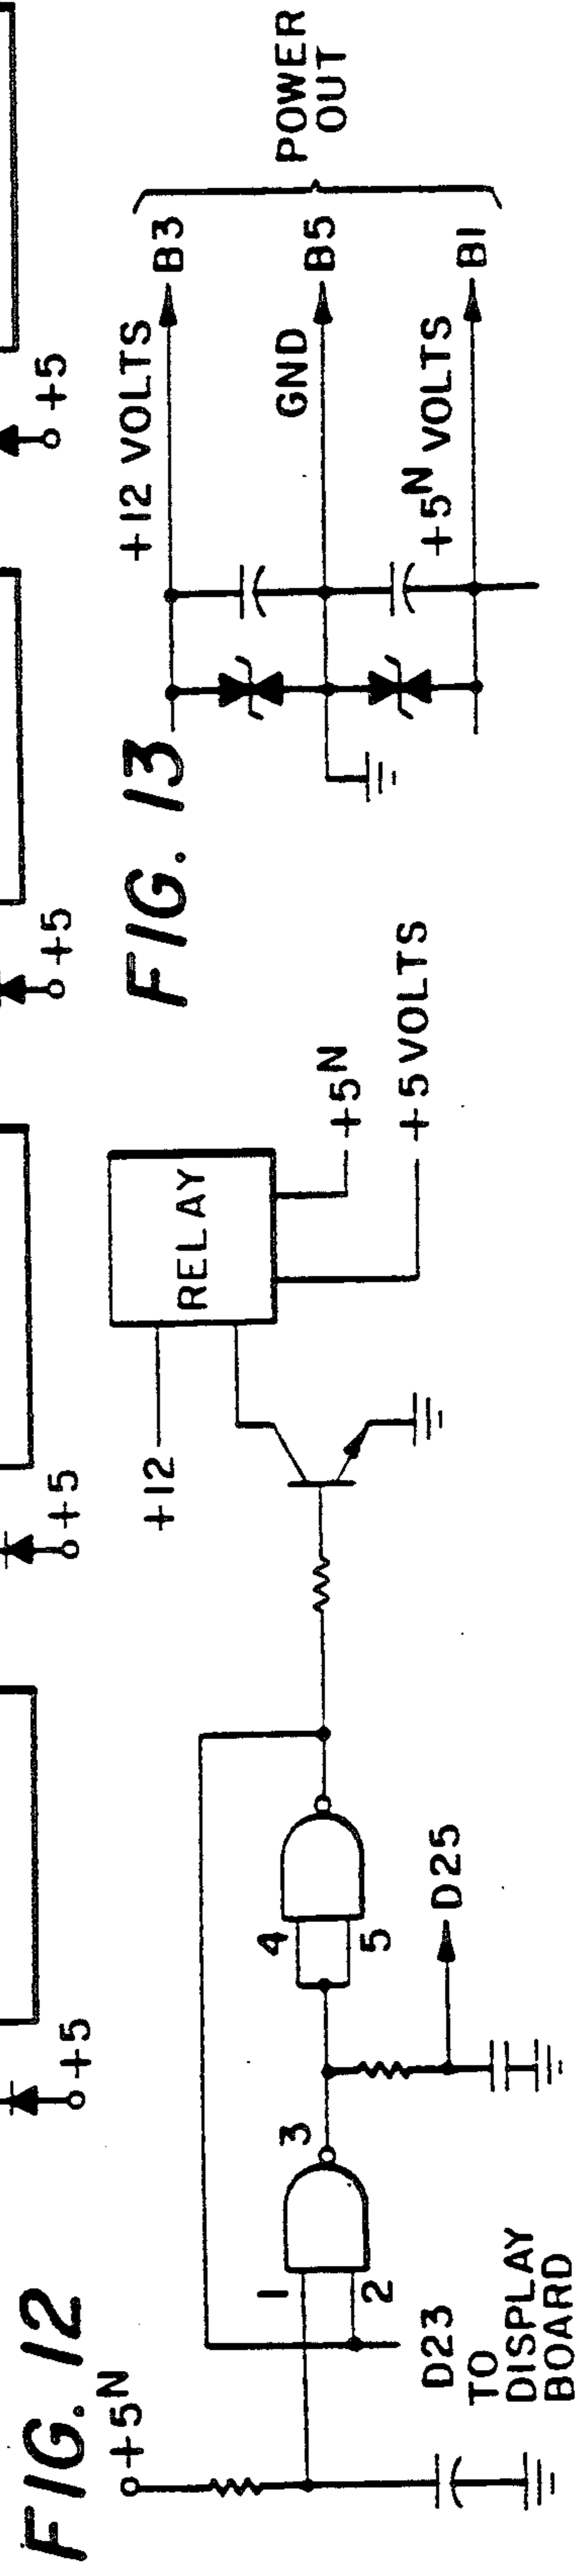 +5
+5
+5
+5
FIG. 12
+5N
1
2
3
4
5
D23
TO
DISPLAY
BOARD
D25
+12
RELAY
+5N
+5 VOLTS
FIG. 13
+12 VOLTS
B3
GND
B5
+5N VOLTS
B1
POWER
OUT